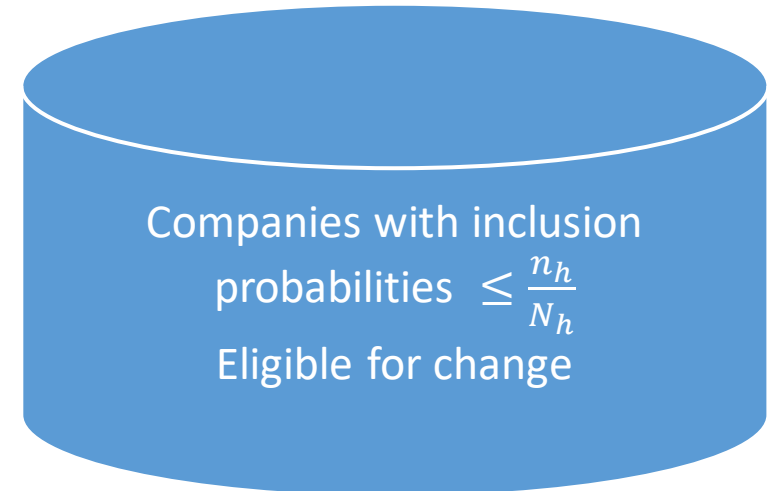 Companies with inclusion
probabilities ≤ n_h/N_h
Eligible for change